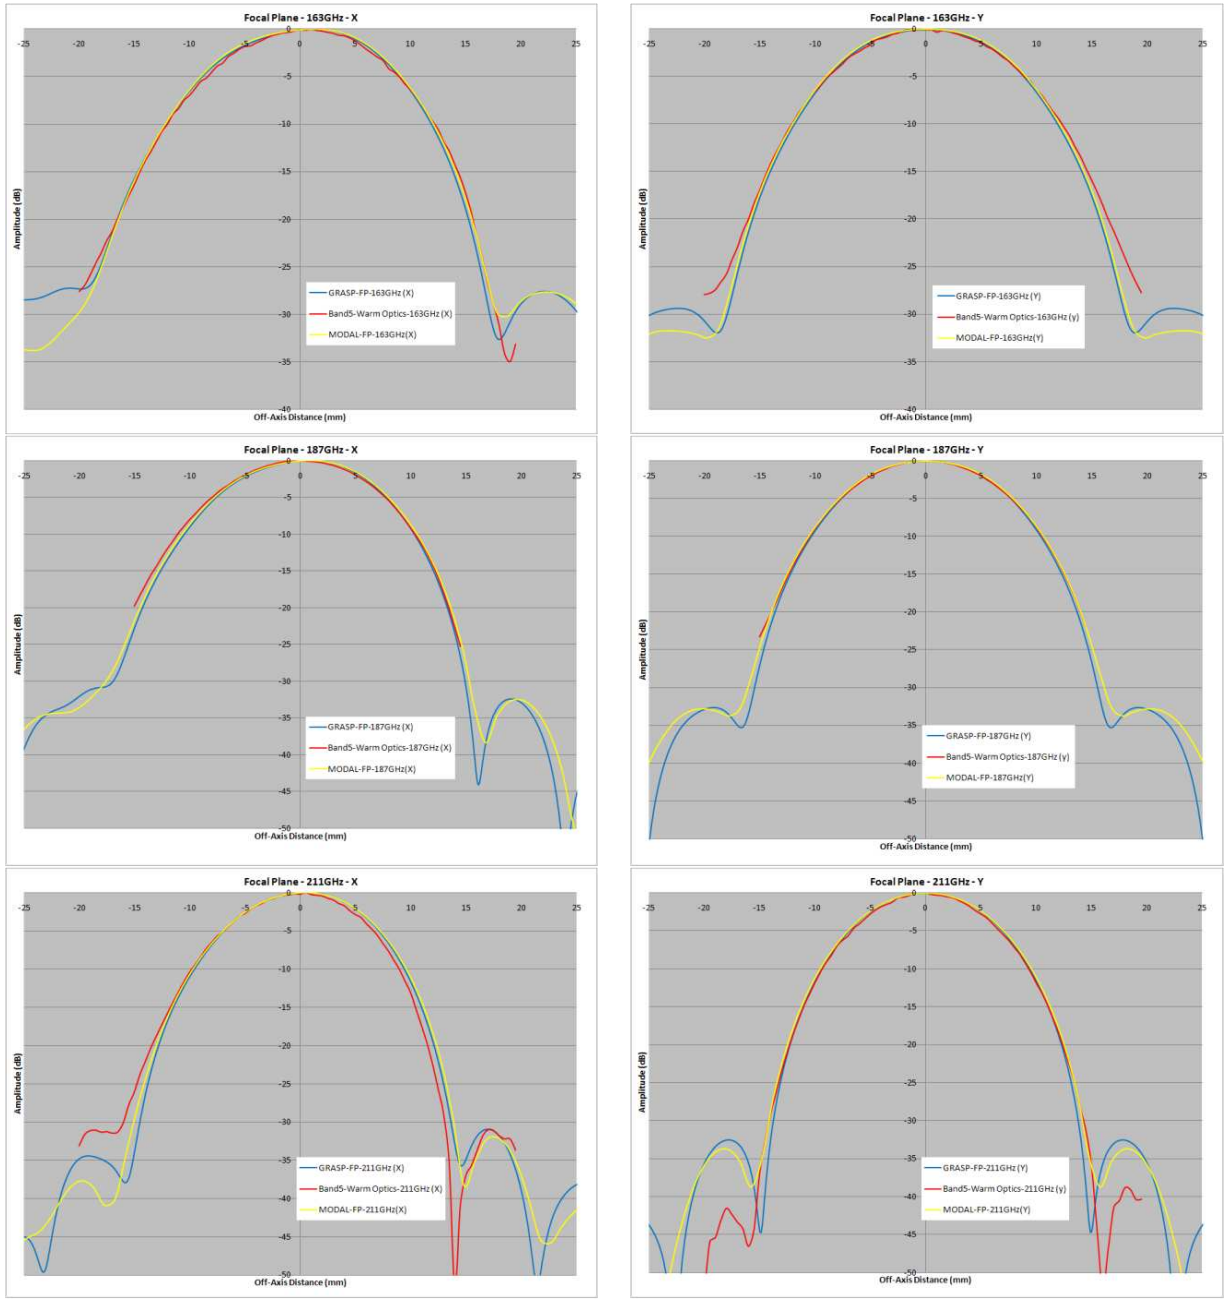 Focal Plane - 163GHz - X
-25 -20 -15 -10 -5 0 5 10 15 20 25
-5
-10
-15
-20
-25
-30
-35
-40
Amplitude (dB)
GRASP-FP-163GHz (X)
Band5-Warm Optics-163GHz (X)
MODAL-FP-163GHz(X)
Off-Axis Distance (mm)
Focal Plane - 163GHz - Y
-25 -20 -15 -10 -5 0 5 10 15 20 25
-5
-10
-15
-20
-25
-30
-35
-40
Amplitude (dB)
GRASP-FP-163GHz (Y)
Band5-Warm Optics-163GHz (y)
MODAL-FP-163GHz(Y)
Off-Axis Distance (mm)
Focal Plane - 187GHz - X
-25 -20 -15 -10 -5 0 5 10 15 20 25
-5
-10
-15
-20
-25
-30
-35
-40
-45
-50
Amplitude (dB)
GRASP-FP-187GHz (X)
Band5-Warm Optics-187GHz (X)
MODAL-FP-187GHz(X)
Off-Axis Distance (mm)
Focal Plane - 187GHz - Y
-25 -20 -15 -10 -5 0 5 10 15 20 25
-5
-10
-15
-20
-25
-30
-35
-40
-45
-50
Amplitude (dB)
GRASP-FP-187GHz (Y)
Band5-Warm Optics-187GHz (y)
MODAL-FP-187GHz(Y)
Off-Axis Distance (mm)
Focal Plane - 211GHz - X
-25 -20 -15 -10 -5 0 5 10 15 20 25
-5
-10
-15
-20
-25
-30
-35
-40
-45
-50
Amplitude (dB)
GRASP-FP-211GHz (X)
Band5-Warm Optics-211GHz (X)
MODAL-FP-211GHz(X)
Off-Axis Distance (mm)
Focal Plane - 211GHz - Y
-25 -20 -15 -10 -5 0 5 10 15 20 25
-5
-10
-15
-20
-25
-30
-35
-40
-45
-50
Amplitude (dB)
GRASP-FP-211GHz (Y)
Band5-Warm Optics-211GHz (y)
MODAL-FP-211GHz(Y)
Off-Axis Distance (mm)